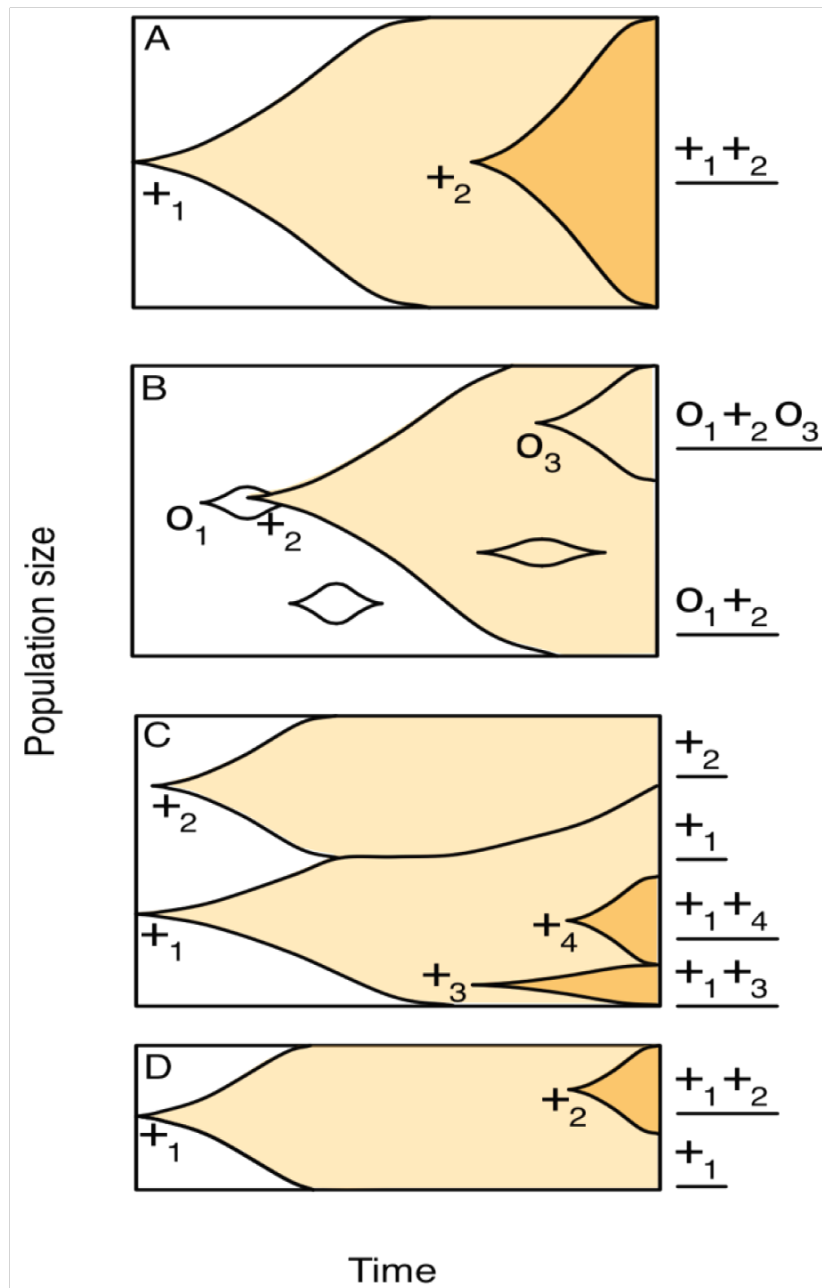 A
+₁
+₂
+₁+₂
B
O₁
+₂
O₃
O₁+₂O₃
O₁+₂
Population size
C
+₂
+₁
+₄
+₃
+₂
+₁
+₁+₄
+₁+₃
D
+₁
+₂
+₁+₂
+₁
Time